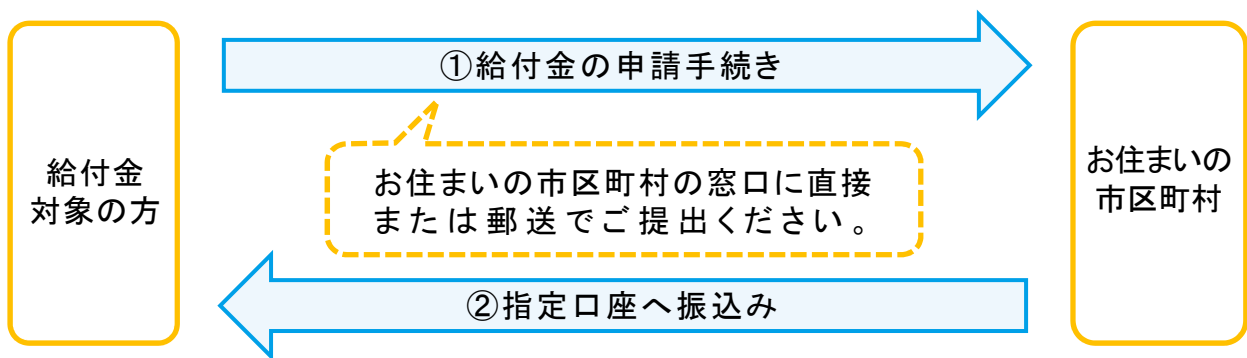 給付金
対象の方
①給付金の申請手続き
お住まいの市区町村の窓口に直接
または郵送でご提出ください。
②指定口座へ振込み
お住まいの
市区町村